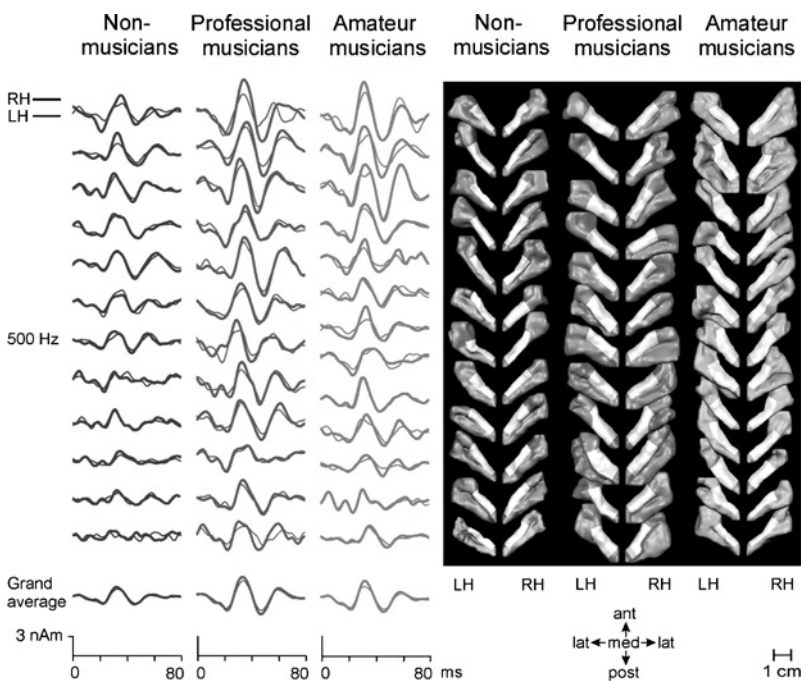 Non-
musicians
Professional
musicians
Amateur
musicians
Non-
musicians
Professional
musicians
Amateur
musicians
RH
LH
500 Hz
Grand
average
3 nAm
0 80
0 80
0 80
ms
LH RH LH RH LH RH
ant
lat med lat
post
1 cm